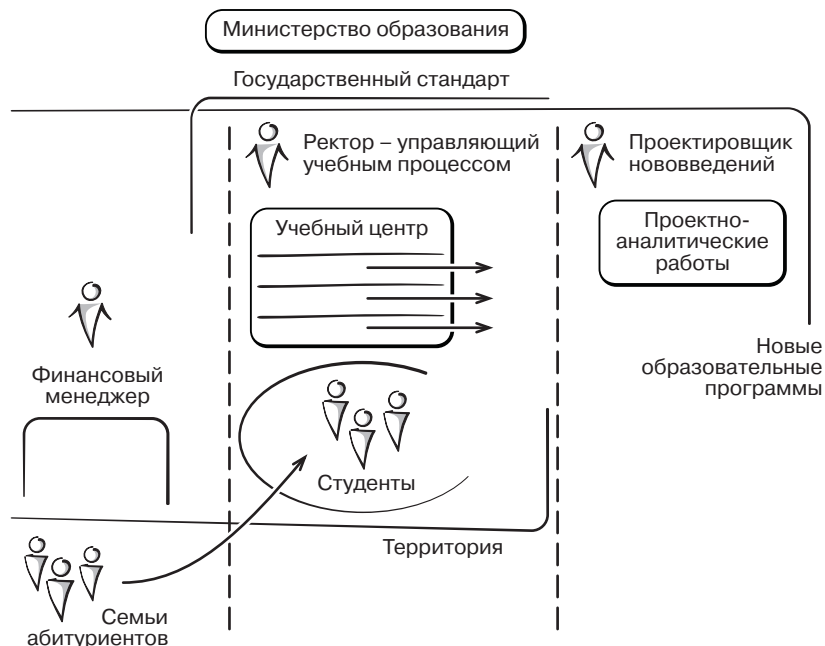 Министерство образования
Государственный стандарт
Ректор – управляющий
учебным процессом
Проектировщик
нововведений
Учебный центр
Проектно-
аналитические
работы
Финансовый
менеджер
Новые
образовательные
программы
Студенты
Территория
Семьи
абитуриентов